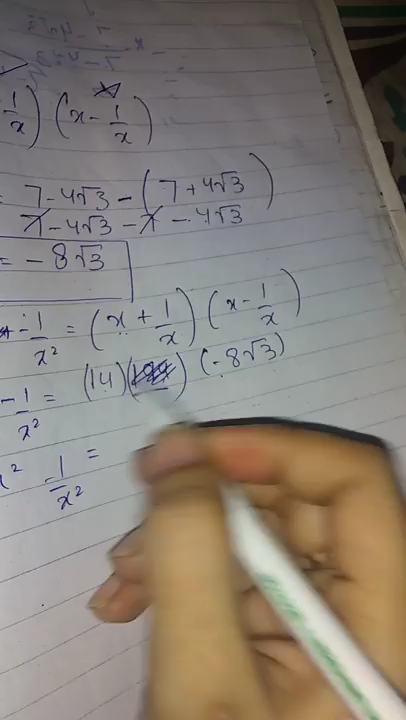 1/x) (x - 1/x)
= 7 - 4√3 - (7 + 4√3)
7 - 4√3 - 7 - 4√3
= - 8√3
- 1/x² = (x + 1/x) (x - 1/x)
- 1/x² = (14) (-8√3)
x² - 1/x² =